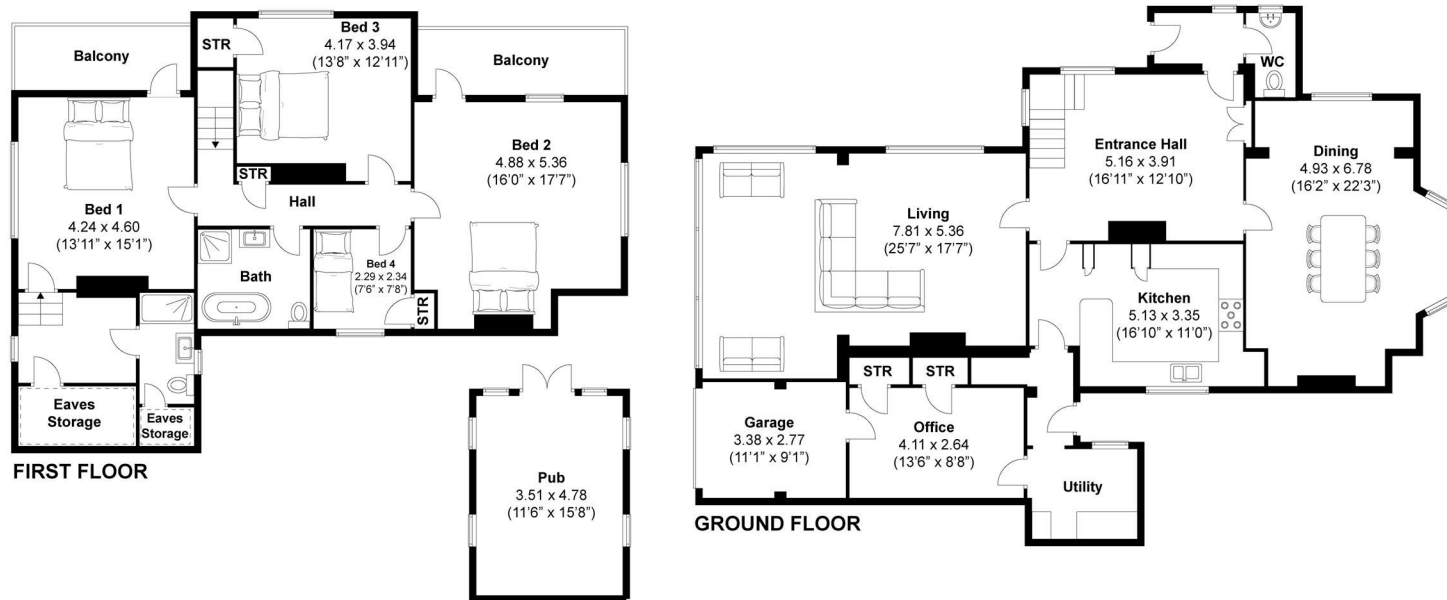 Balcony
STR
Bed 3
4.17 x 3.94
(13'8" x 12'11")
Balcony
Bed 1
4.24 x 4.60
(13'11" x 15'1")
STR
Hall
Bed 2
4.88 x 5.36
(16'0" x 17'7")
Bath
Bed 4
2.29 x 2.34
(7'6" x 7'8")
STR
Eaves
Storage
Eaves
Storage
FIRST FLOOR
Pub
3.51 x 4.78
(11'6" x 15'8")
WC
Entrance Hall
5.16 x 3.91
(16'11" x 12'10")
Dining
4.93 x 6.78
(16'2" x 22'3")
Living
7.81 x 5.36
(25'7" x 17'7")
Kitchen
5.13 x 3.35
(16'10" x 11'0")
STR
STR
Garage
3.38 x 2.77
(11'1" x 9'1")
Office
4.11 x 2.64
(13'6" x 8'8")
Utility
GROUND FLOOR